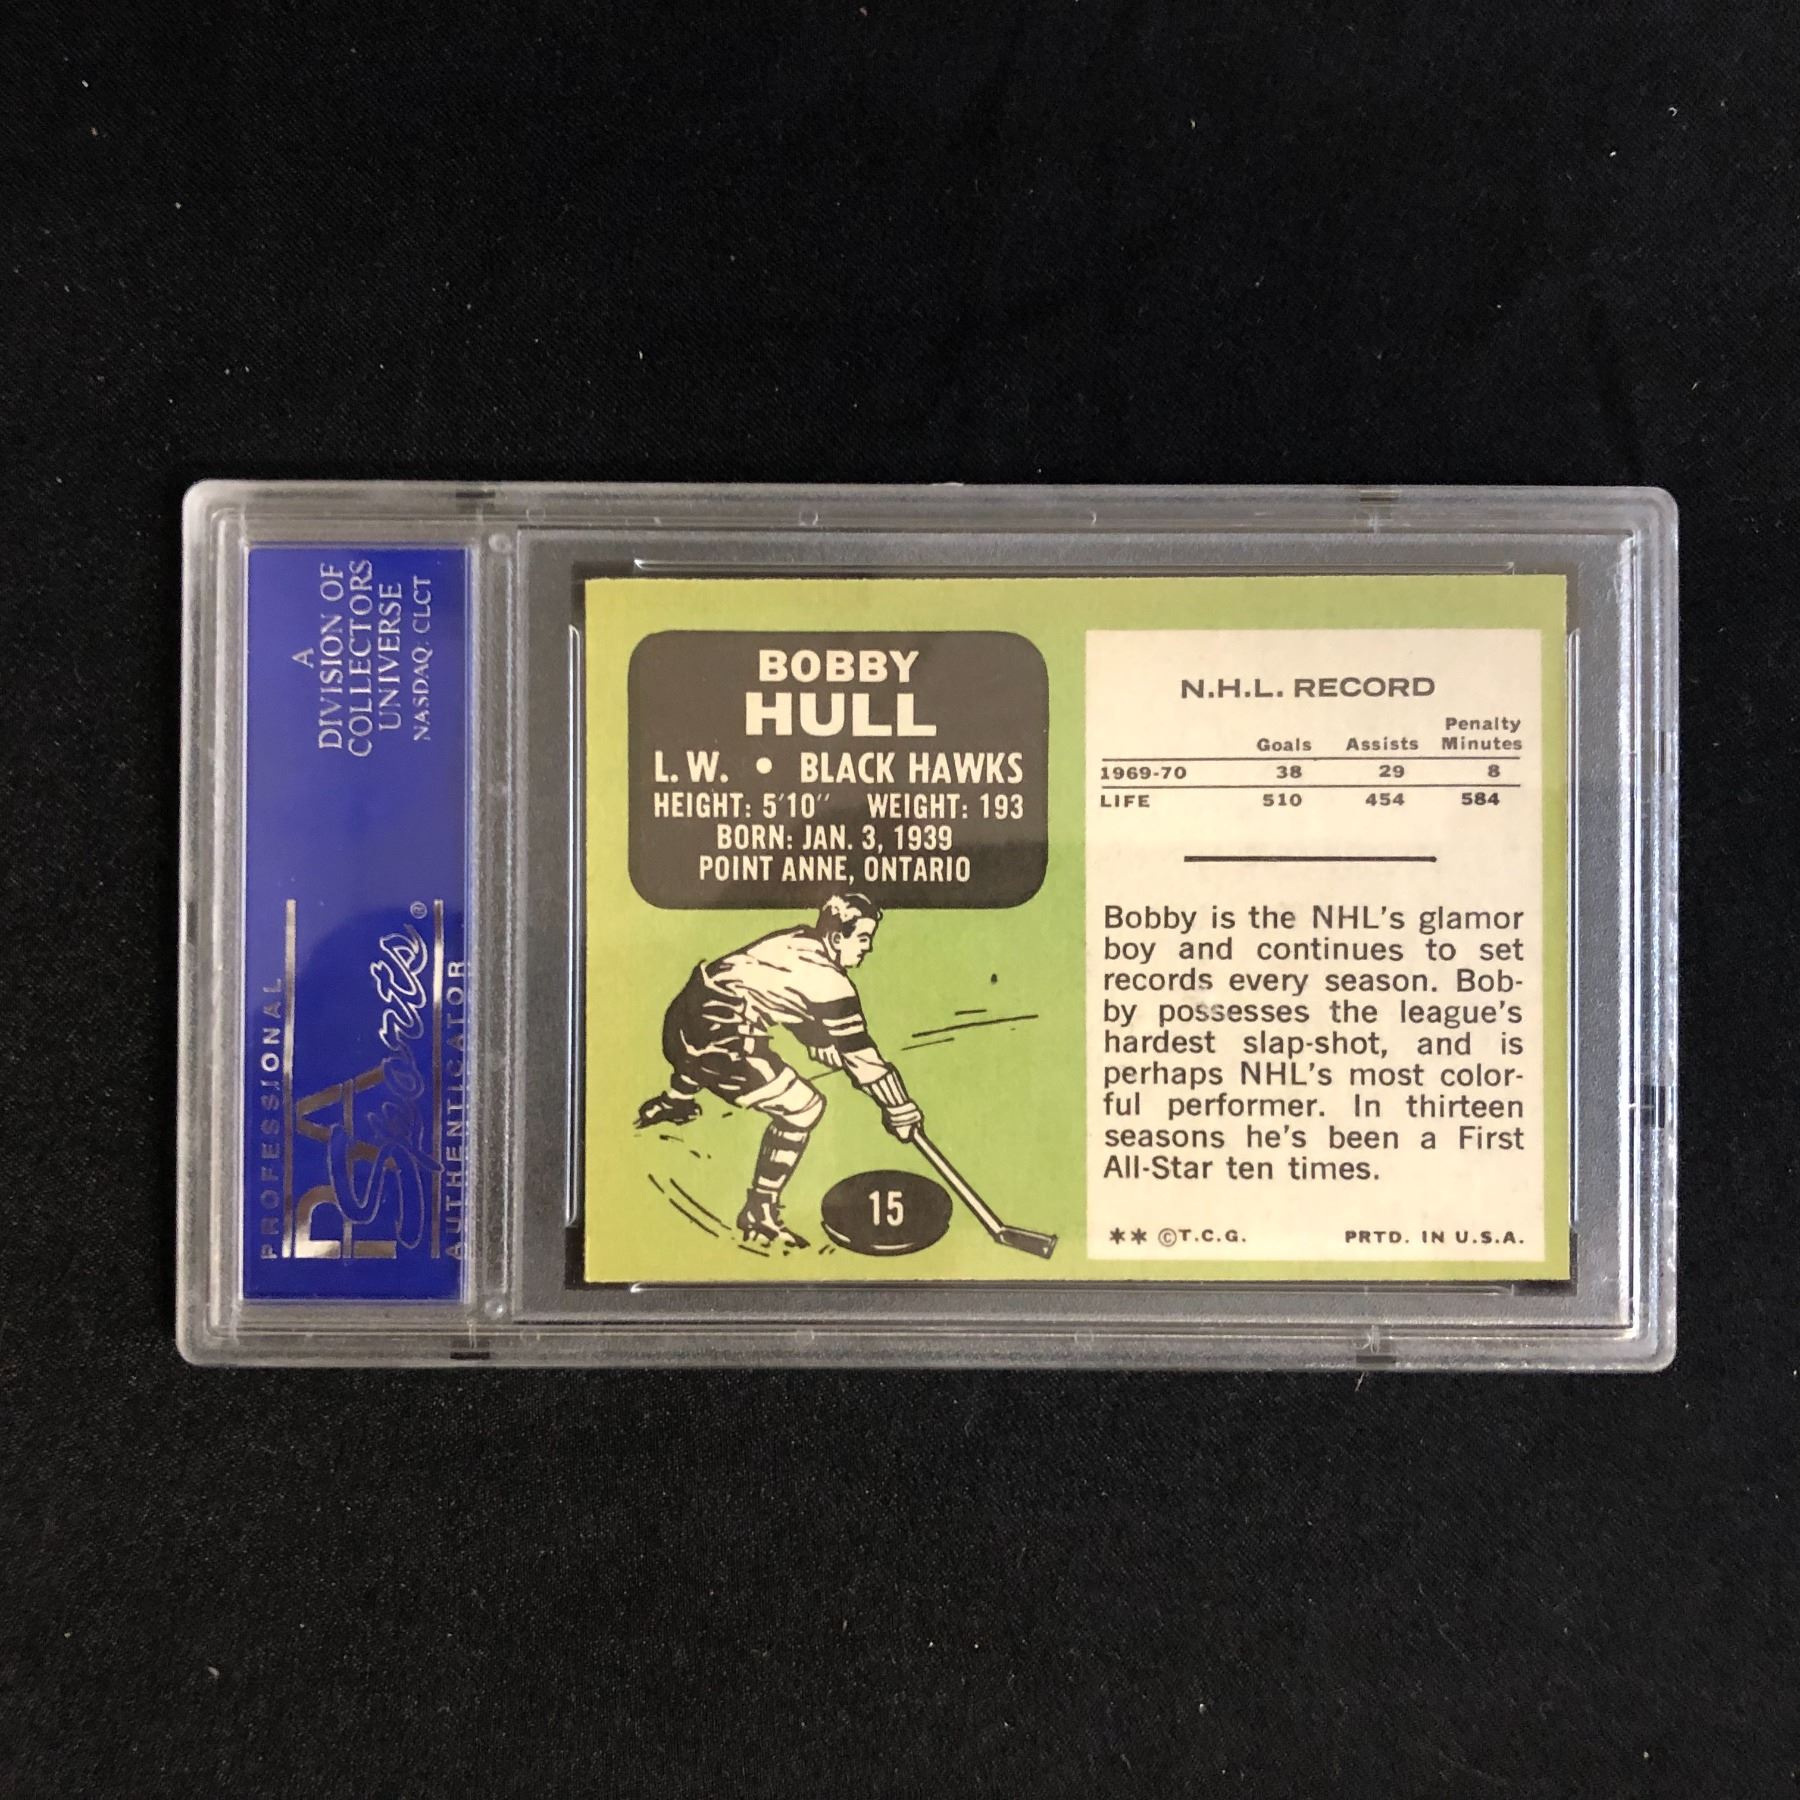 A
DIVISION OF
COLLECTORS
UNIVERSE
NASDAQ: CLCT
PROFESSIONAL
PSA
Sports®
AUTHENTICATOR
BOBBY
HULL
L.W. • BLACK HAWKS
HEIGHT: 5'10" WEIGHT: 193
BORN: JAN. 3, 1939
POINT ANNE, ONTARIO
15
N.H.L. RECORD
Penalty
Goals Assists Minutes
1969-70 38 29 8
LIFE 510 454 584
Bobby is the NHL's glamor
boy and continues to set
records every season. Bob-
by possesses the league's
hardest slap-shot, and is
perhaps NHL's most color-
ful performer. In thirteen
seasons he's been a First
All-Star ten times.
** ©T.C.G. PRTD. IN U.S.A.